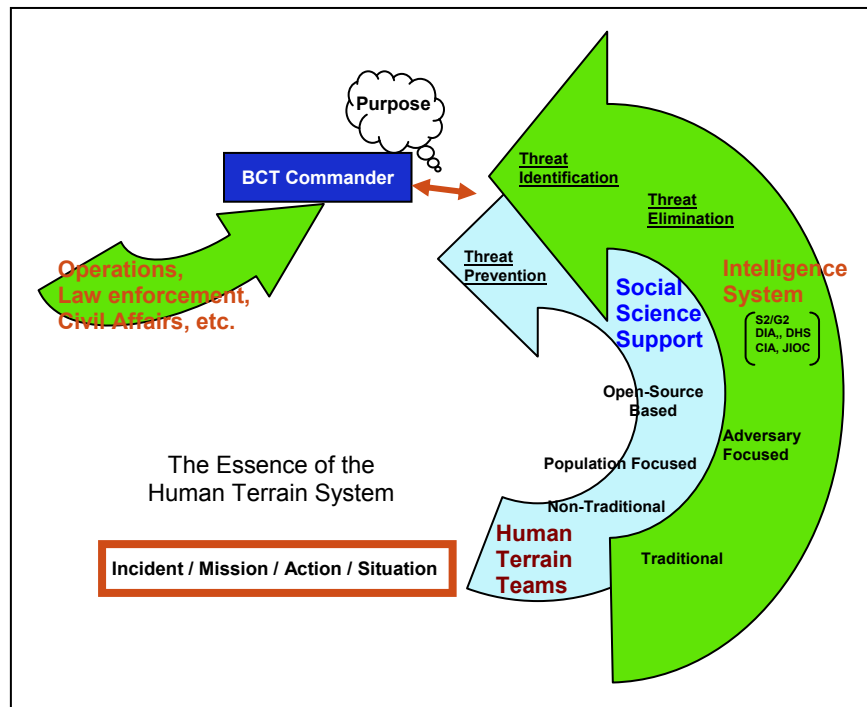 Purpose
BCT Commander
Threat
Identification
Threat
Elimination
Threat
Prevention
Operations,
Law enforcement,
Civil Affairs, etc.
Intelligence
System
S2/G2
DIA,, DHS
CIA, JIOC
Social
Science
Support
Open-Source
Based
Adversary
Focused
Population Focused
The Essence of the
Human Terrain System
Non-Traditional
Human
Terrain
Teams
Traditional
Incident / Mission / Action / Situation